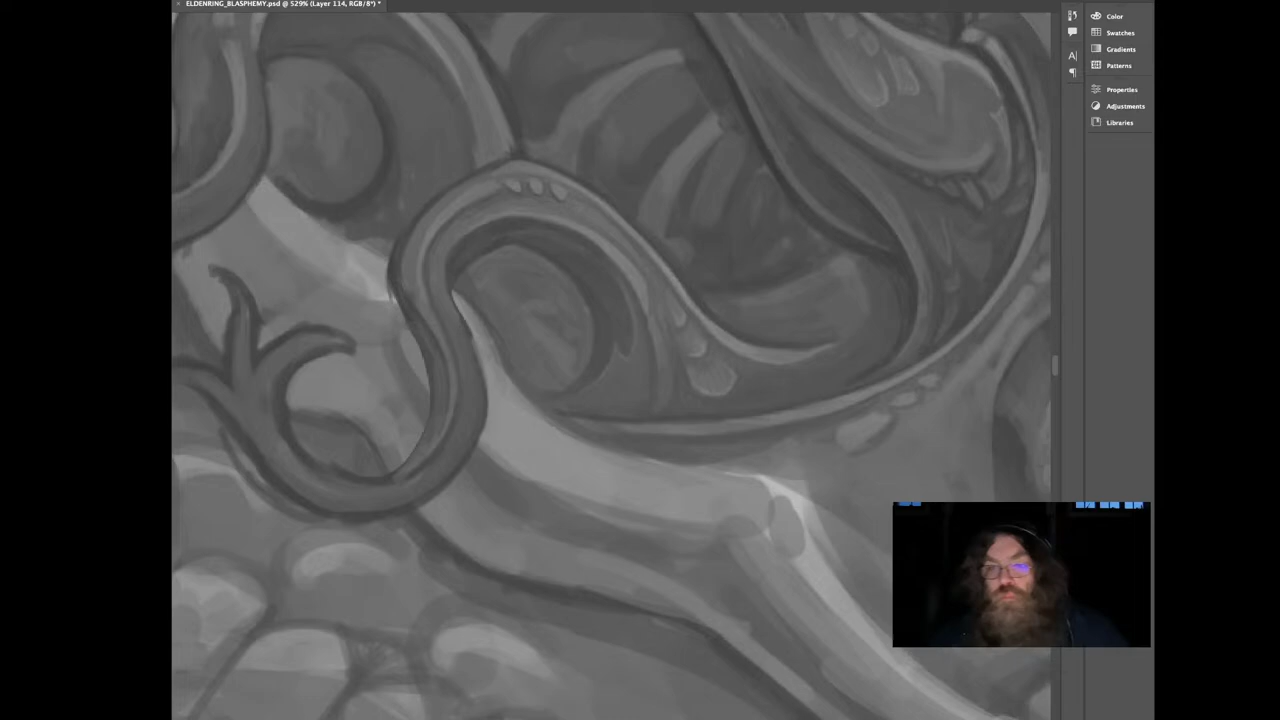 ELDENRING_BLASPHEMY.psd @ 529% (Layer 114, RGB/8*) *
Color
Swatches
Gradients
Patterns
Properties
Adjustments
Libraries